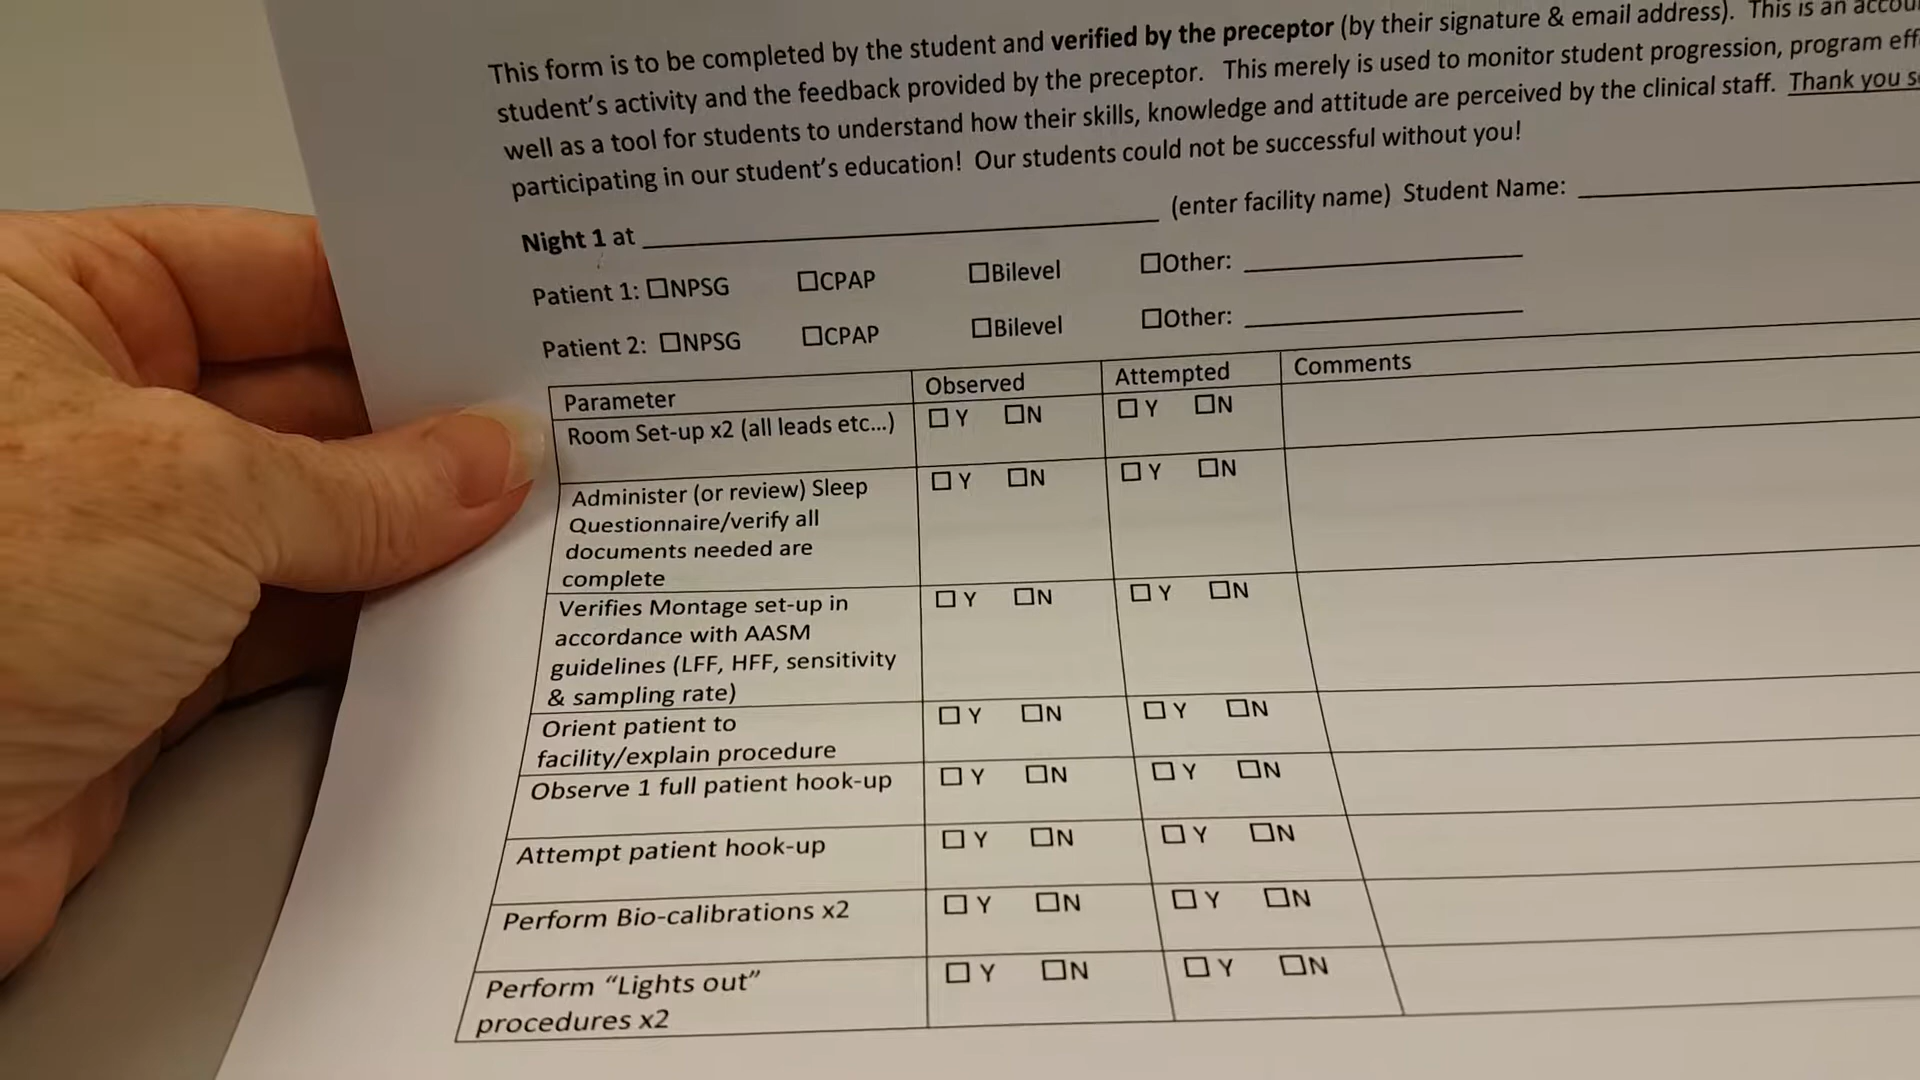 This form is to be completed by the student and verified by the preceptor (by their signature & email address). This is an
student's activity and the feedback provided by the preceptor. This merely is used to monitor student progression, program
well as a tool for students to understand how their skills, knowledge and attitude are perceived by the clinical staff. Thank you
participating in our student's education! Our students could not be successful without you!
Night 1 at ____ (enter facility name) Student Name: ____
Patient 1: ☐NPSG ☐CPAP ☐Bilevel ☐Other: ____
Patient 2: ☐NPSG ☐CPAP ☐Bilevel ☐Other: ____
Parameter Observed Attempted Comments
Room Set-up x2 (all leads etc...) ☐ Y ☐N ☐ Y ☐N
Administer (or review) Sleep ☐ Y ☐N ☐ Y ☐N
Questionnaire/verify all
documents needed are
complete
Verifies Montage set-up in ☐ Y ☐N ☐ Y ☐N
accordance with AASM
guidelines (LFF, HFF, sensitivity
& sampling rate)
Orient patient to ☐ Y ☐N ☐ Y ☐N
facility/explain procedure
Observe 1 full patient hook-up ☐ Y ☐N ☐ Y ☐N
Attempt patient hook-up ☐ Y ☐N ☐ Y ☐N
Perform Bio-calibrations x2 ☐ Y ☐N ☐ Y ☐N
Perform “Lights out” ☐ Y ☐N ☐ Y ☐N
procedures x2